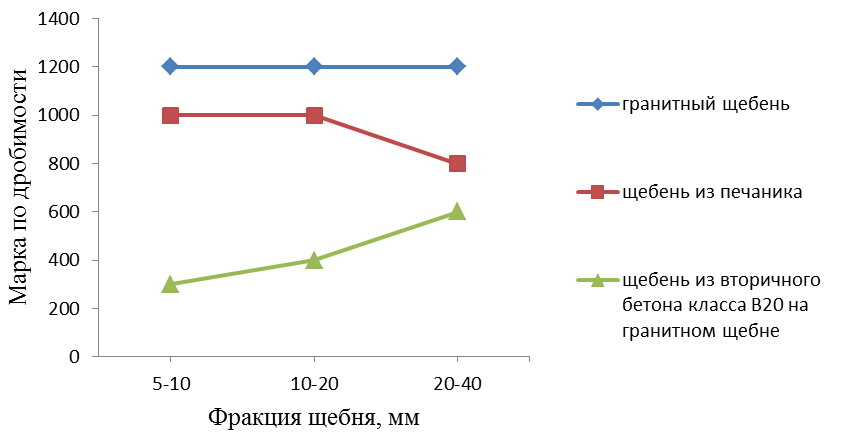 1400
1200
1000
800
600
400
200
0
Марка по дробимости
5-10
10-20
20-40
Фракция щебня, мм
гранитный щебень
щебень из печаника
щебень из вторичного
бетона класса В20 на
гранитном щебне